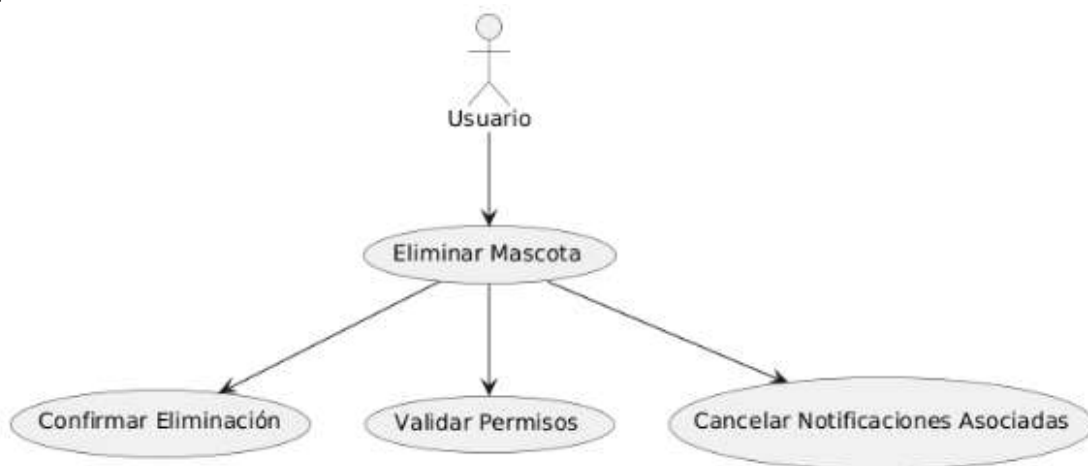 Usuario
Eliminar Mascota
Confirmar Eliminación
Validar Permisos
Cancelar Notificaciones Asociadas